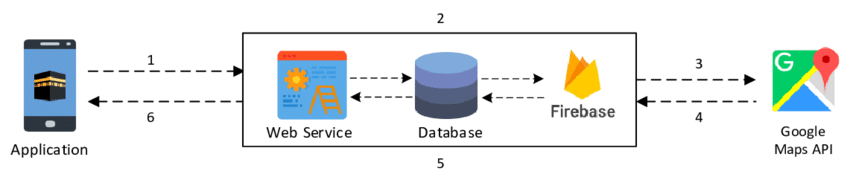 2
1
3
G
6
4
Web Service
Database
Firebase
Application
Google
Maps API
5